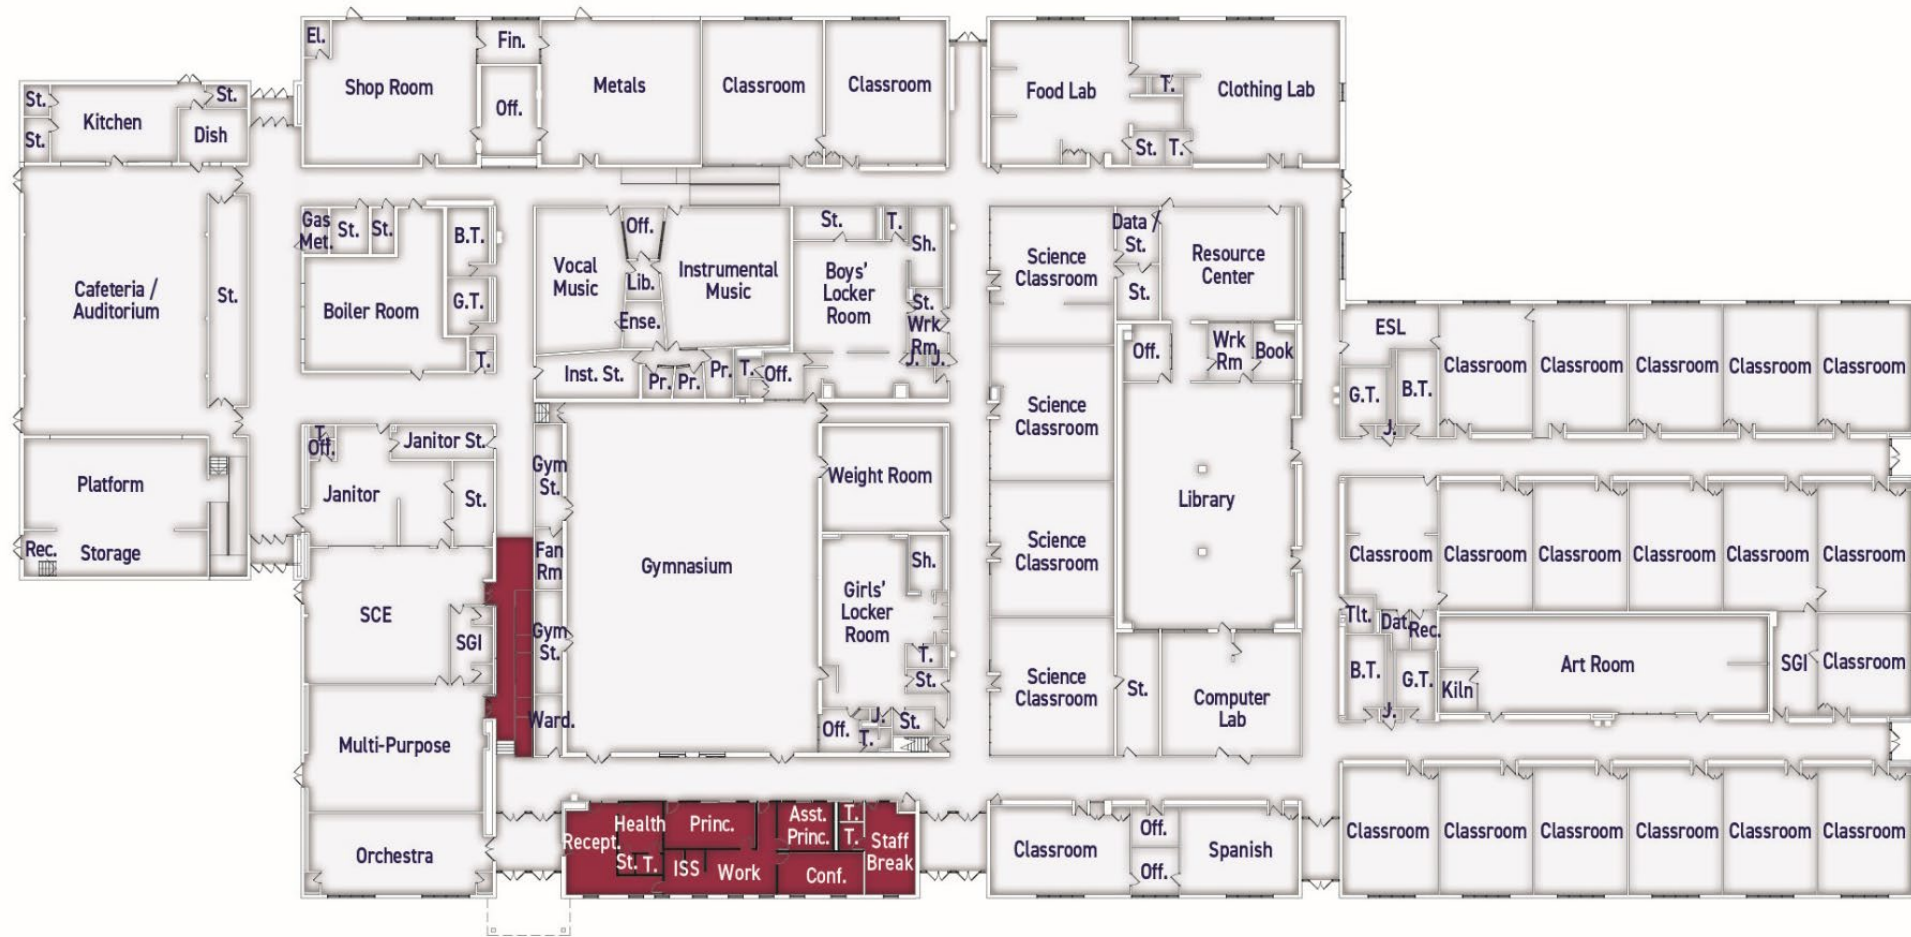 El.
Shop Room
Fin.
Off.
Metals
Classroom
Classroom
Food Lab
T.
Clothing Lab
St.
T.
St.
St.
Kitchen
St.
Dish
Cafeteria /
Auditorium
St.
Gas
Met.
St.
St.
B.T.
G.T.
Boiler Room
T.
Vocal
Music
Off.
Lib.
Ense.
Instrumental
Music
St.
T.
Sh.
Boys'
Locker
Room
St.
Wrk
Rm
J.
J.
Inst. St.
Pr.
Pr.
Pr.
T.
Off.
Science
Classroom
Data /
St.
St.
Resource
Center
Off.
Wrk
Rm
Book
Science
Classroom
Science
Classroom
Science
Classroom
Library
St.
Computer
Lab
ESL
G.T.
B.T.
J.
Classroom
Classroom
Classroom
Classroom
Classroom
Platform
Rec.
Storage
T.
Off.
Janitor St.
Janitor
St.
Gym
St.
Fan
Rm
Gym
St.
Ward.
Gymnasium
Weight Room
Girls'
Locker
Room
Sh.
T.
St.
Off.
J.
T.
St.
SCE
SGI
Multi-Purpose
Orchestra
Classroom
Classroom
Classroom
Classroom
Classroom
Classroom
Tlt.
Dat.
Rec.
B.T.
G.T.
J.
Kiln
Art Room
SGI
Classroom
Recept.
Health
St.
T.
Princ.
ISS
Work
Asst.
Princ.
Conf.
T.
T.
Staff
Break
Classroom
Off.
Off.
Spanish
Classroom
Classroom
Classroom
Classroom
Classroom
Classroom